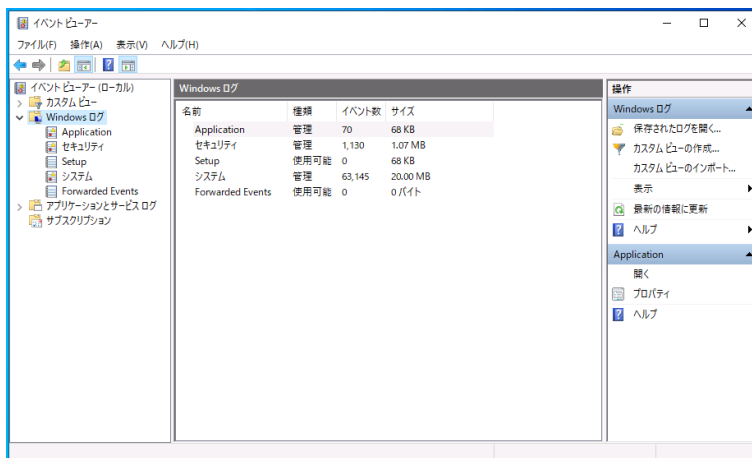 イベント ビューアー
ファイル(F) 操作(A) 表示(V) ヘルプ(H)
イベント ビューアー (ローカル)
カスタム ビュー
Windows ログ
Application
セキュリティ
Setup
システム
Forwarded Events
アプリケーションとサービス ログ
サブスクリプション
Windows ログ
名前 種類 イベント数 サイズ
Application 管理 70 68 KB
セキュリティ 管理 1,130 1.07 MB
Setup 使用可能 0 68 KB
システム 管理 63,145 20.00 MB
Forwarded Events 使用可能 0 0 バイト
操作
Windows ログ
保存されたログを開く...
カスタム ビューの作成...
カスタム ビューのインポート...
表示
最新の情報に更新
ヘルプ
Application
開く
プロパティ
ヘルプ